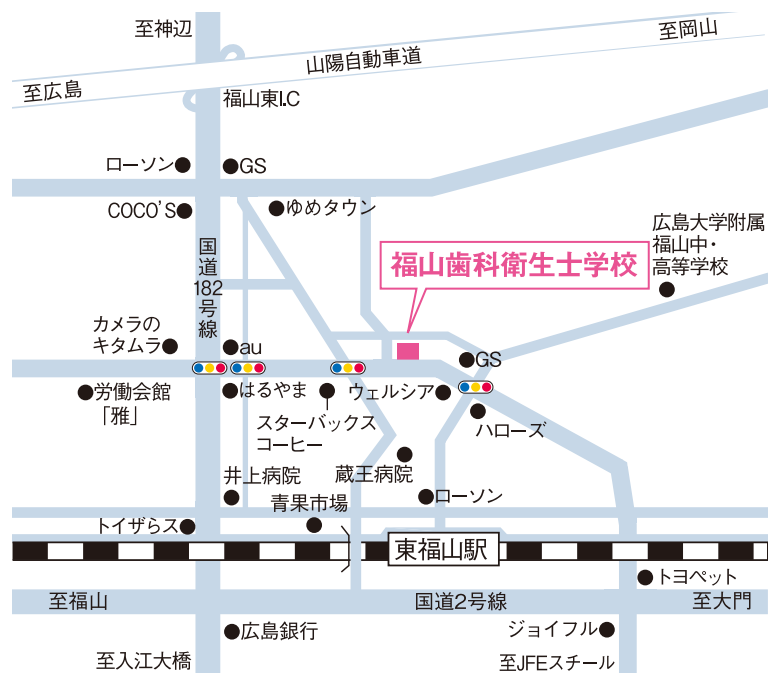 至神辺
至岡山
山陽自動車道
至広島
福山東I.C
ローソン
GS
COCO'S
ゆめタウン
広島大学附属
福山中・
高等学校
国道
182
号線
福山歯科衛生士学校
カメラの
キタムラ
au
GS
労働会館
「雅」
はるやま
ウェルシア
スターバックス
コーヒー
ハローズ
蔵王病院
井上病院
ローソン
青果市場
トイザらス
東福山駅
トヨペット
至福山
国道2号線
至大門
広島銀行
ジョイフル
至入江大橋
至JFEスチール